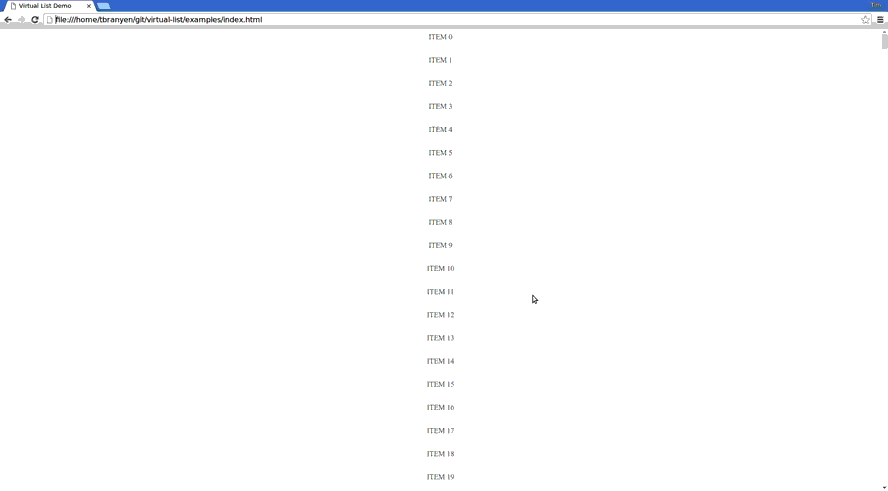 Virtual List Demo
Tim
file:///home/tbranyen/git/virtual-list/examples/index.html
ITEM 0
ITEM 1
ITEM 2
ITEM 3
ITEM 4
ITEM 5
ITEM 6
ITEM 7
ITEM 8
ITEM 9
ITEM 10
ITEM 11
ITEM 12
ITEM 13
ITEM 14
ITEM 15
ITEM 16
ITEM 17
ITEM 18
ITEM 19